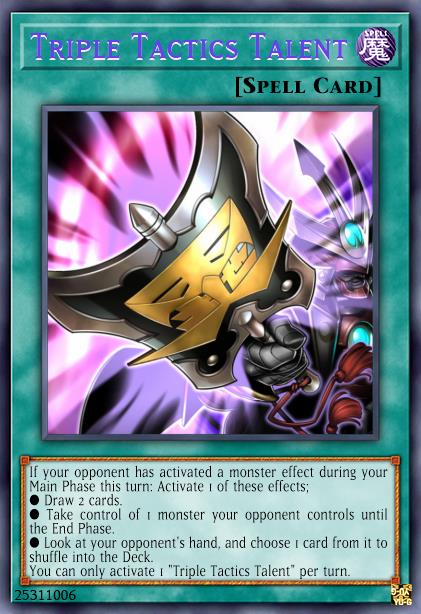 Triple Tactics Talent
SPELL
魔
[Spell Card]
If your opponent has activated a monster effect during your
Main Phase this turn: Activate 1 of these effects;
● Draw 2 cards.
● Take control of 1 monster your opponent controls until
the End Phase.
● Look at your opponent's hand, and choose 1 card from it to
shuffle into the Deck.
You can only activate 1 "Triple Tactics Talent" per turn.
25311006